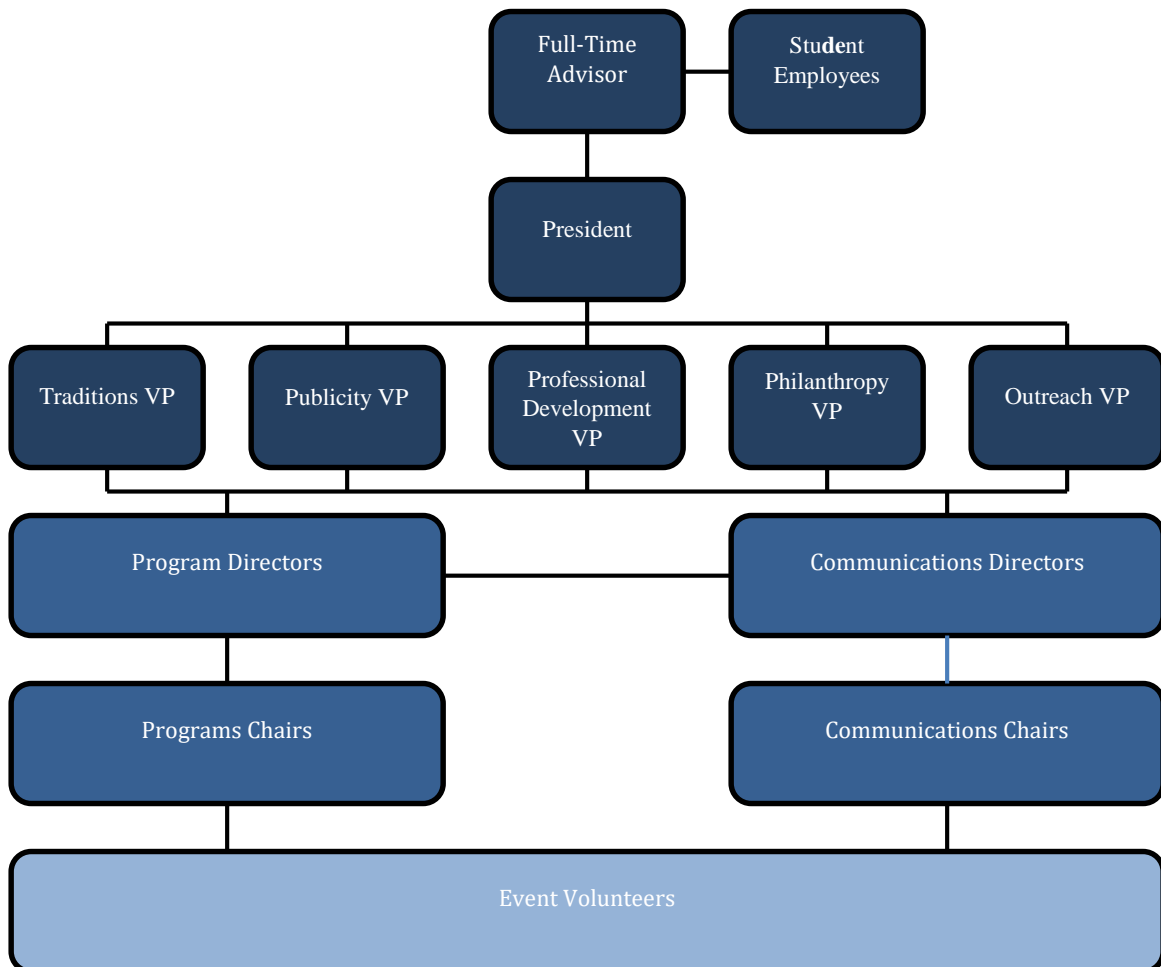 Full-Time
Advisor
Student
Employees
President
Traditions VP
Publicity VP
Professional
Development
VP
Philanthropy
VP
Outreach VP
Program Directors
Communications Directors
Programs Chairs
Communications Chairs
Event Volunteers